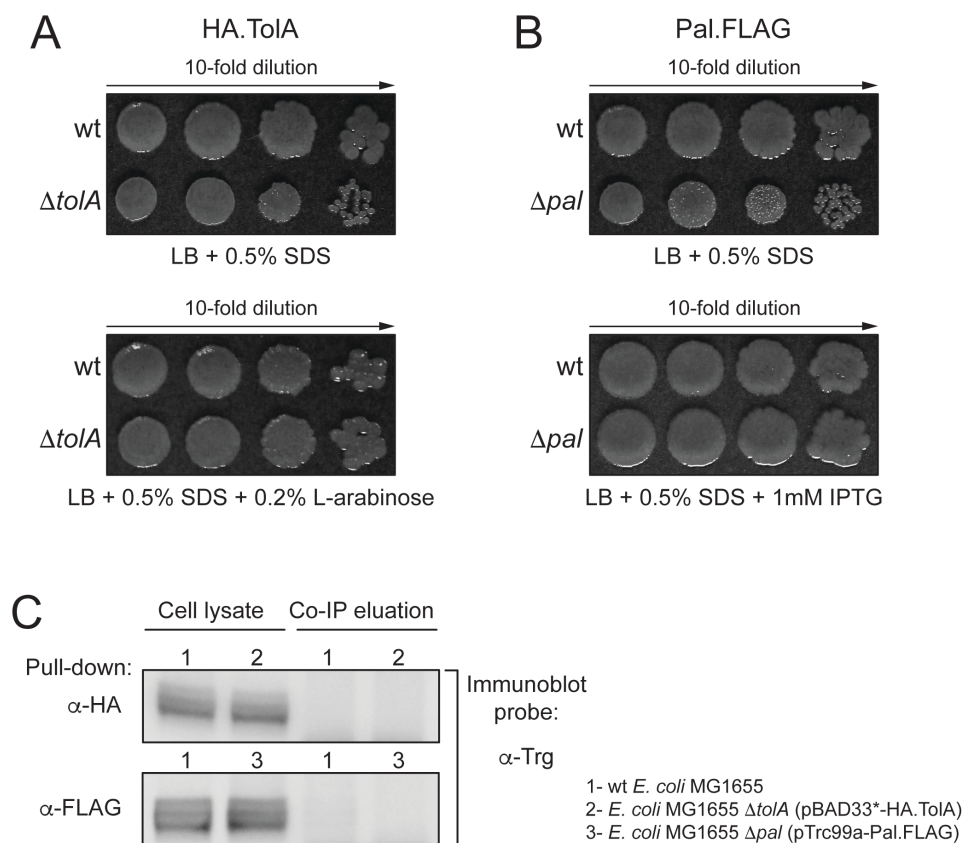 A
HA.TolA
10-fold dilution
wt
ΔtolA
LB + 0.5% SDS
10-fold dilution
wt
ΔtolA
LB + 0.5% SDS + 0.2% L-arabinose
B
Pal.FLAG
10-fold dilution
wt
Δpal
LB + 0.5% SDS
10-fold dilution
wt
Δpal
LB + 0.5% SDS + 1mM IPTG
C
Cell lysate Co-IP eluation
Pull-down: 1 2 1 2
α-HA
1 3 1 3
α-FLAG
Immunoblot
probe:
α-Trg
1- wt E. coli MG1655
2- E. coli MG1655 ΔtolA (pBAD33*-HA.TolA)
3- E. coli MG1655 Δpal (pTrc99a-Pal.FLAG)